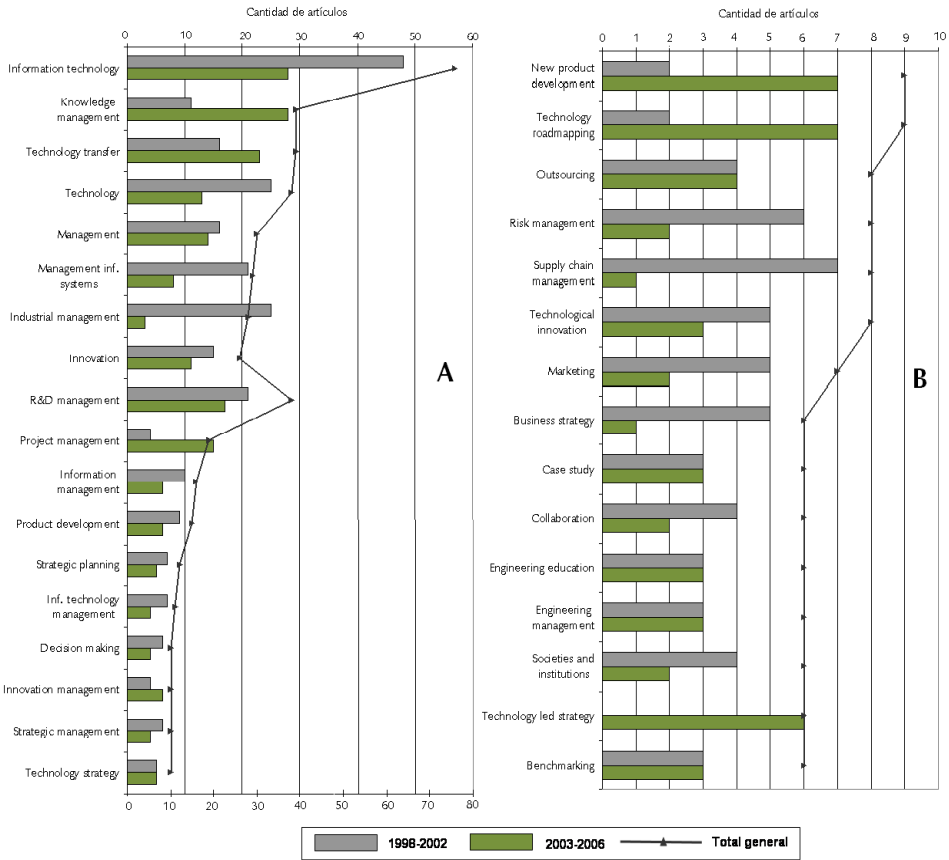 Cantidad de artículos
0 10 20 30 40 50 60
Information technology
Knowledge
management
Technology transfer
Technology
Management
Management inf.
systems
Industrial management
Innovation
R&D management
Project management
Information
management
Product development
Strategic planning
Inf. technology
management
Decision making
Innovation management
Strategic management
Technology strategy
A
0 10 20 30 40 50 60 70 80
Cantidad de artículos
0 1 2 3 4 5 6 7 8 9 10
New product
development
Technology
roadmapping
Outsourcing
Risk management
Supply chain
management
Technological
innovation
Marketing
Business strategy
Case study
Collaboration
Engineering education
Engineering
management
Societies and
institutions
Technology led strategy
Benchmarking
B
1998-2002 2003-2006 Total general